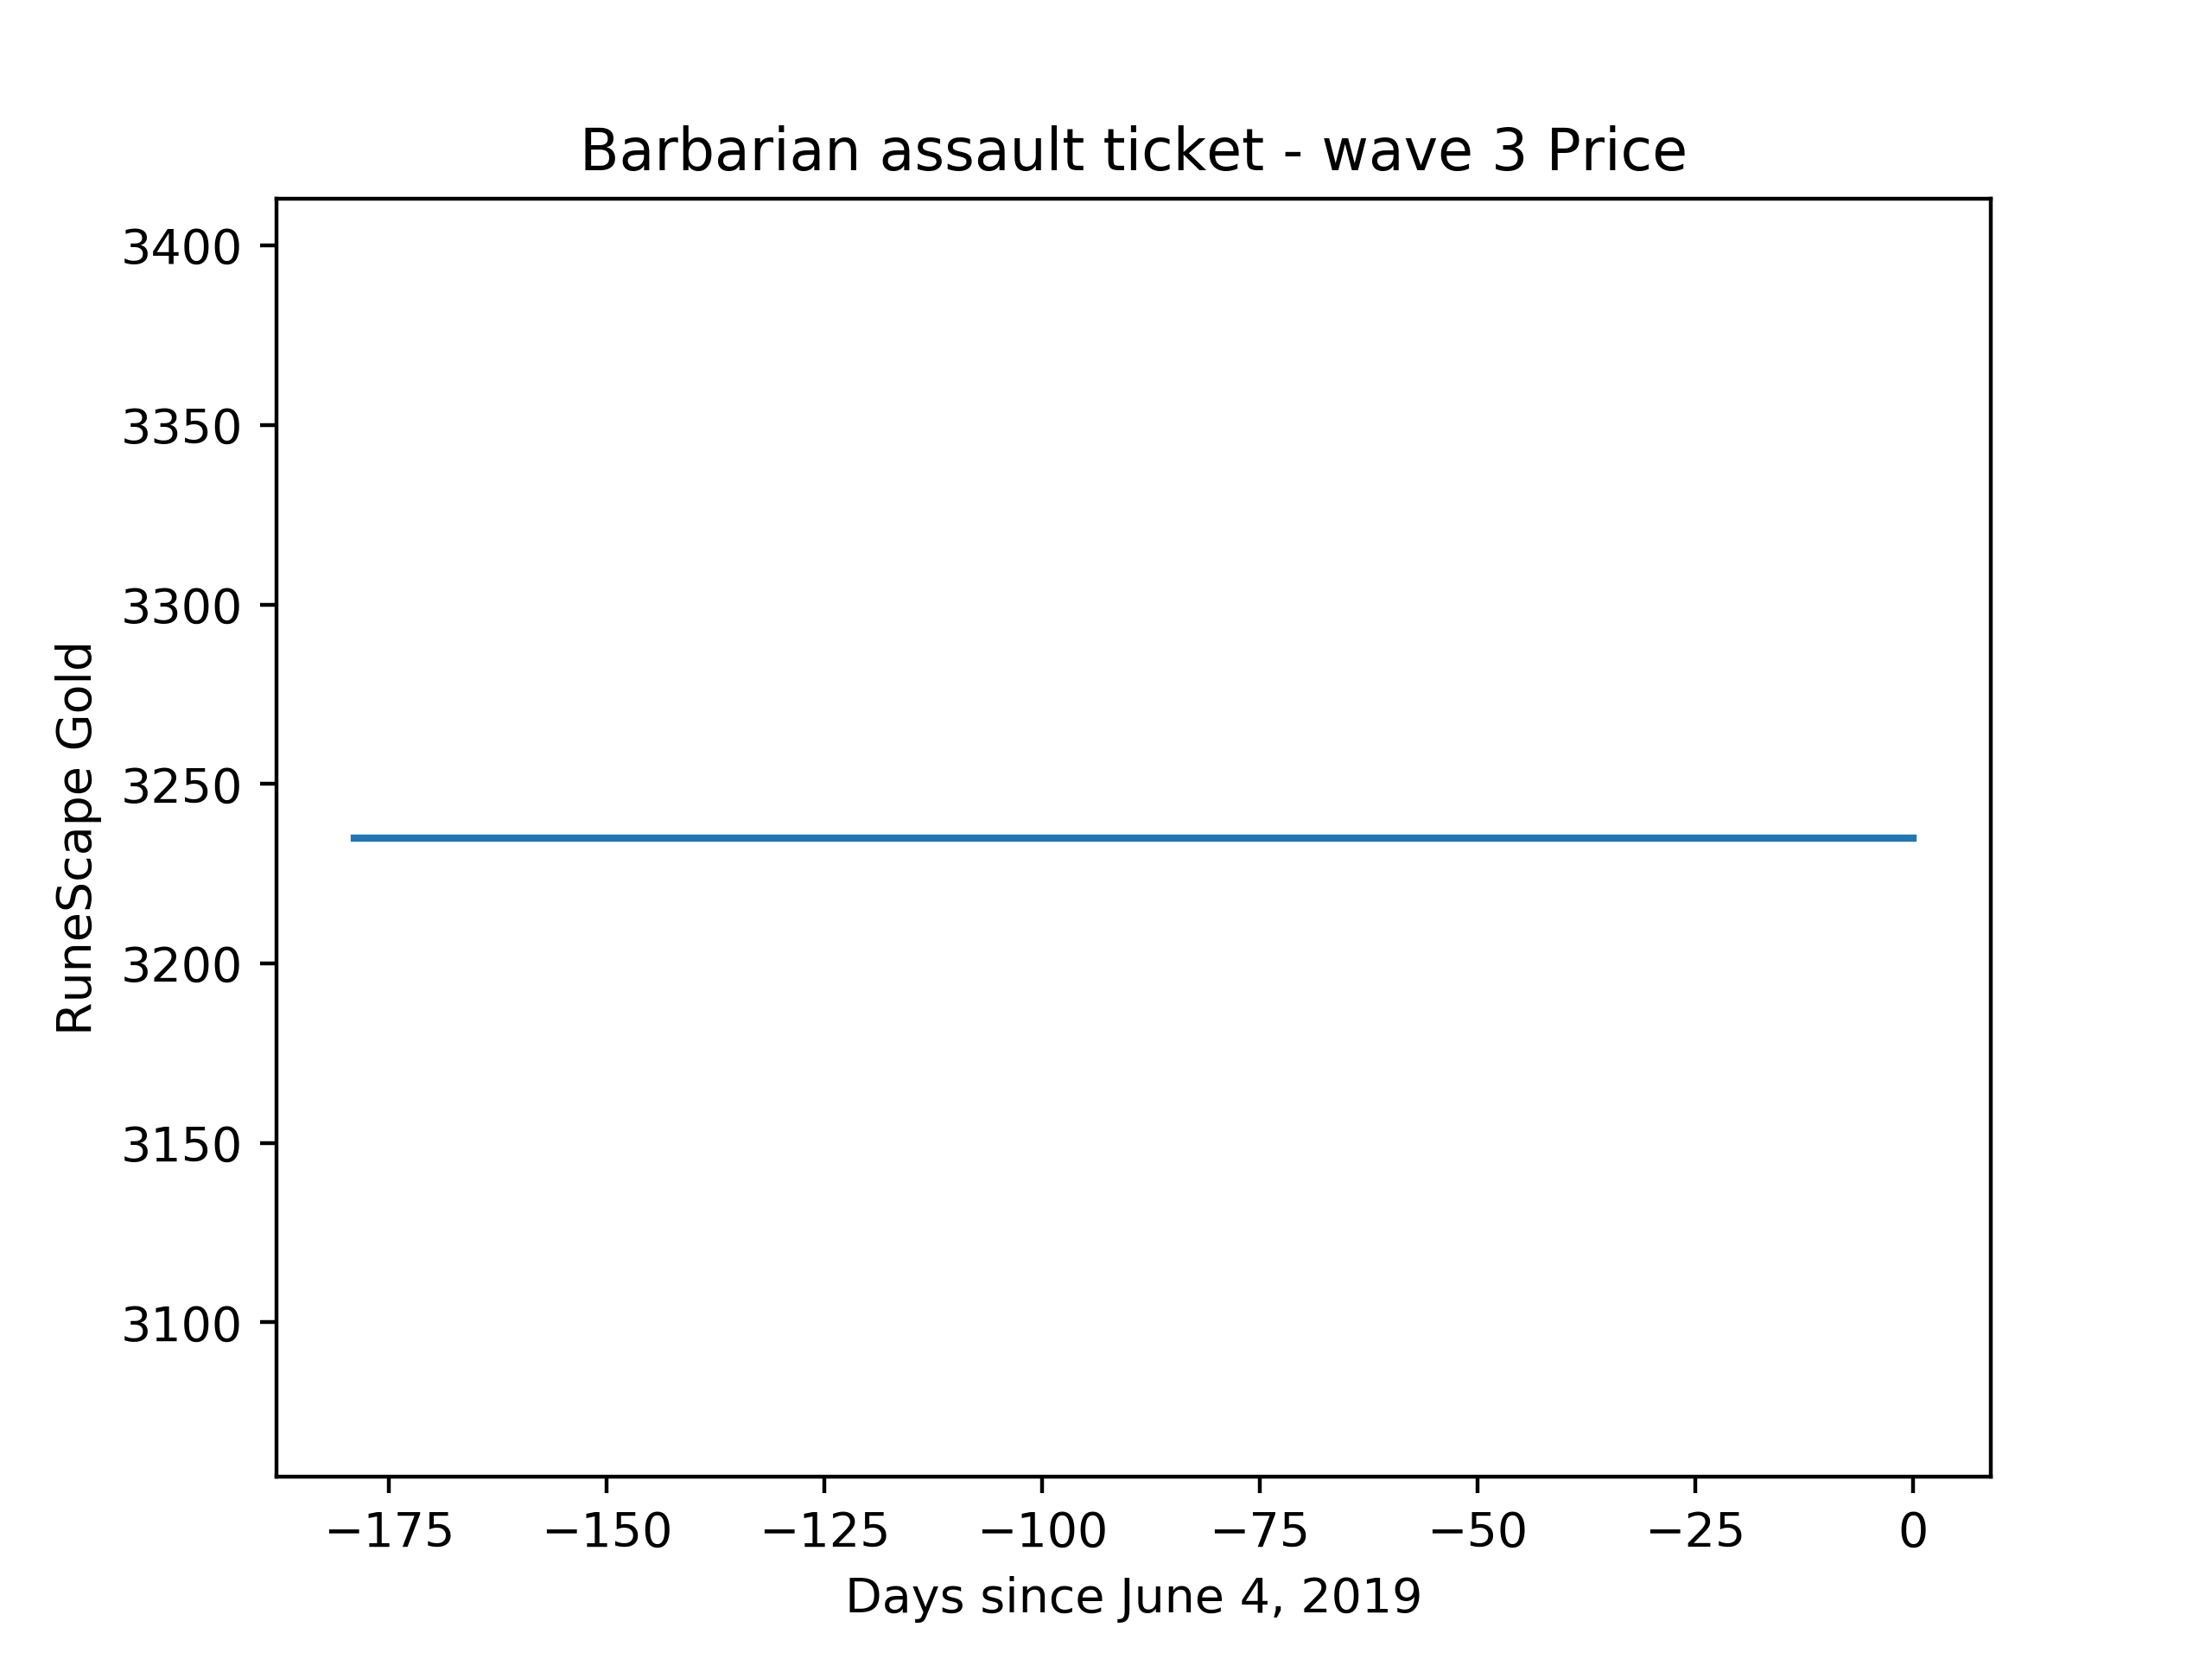 Barbarian assault ticket - wave 3 Price
RuneScape Gold
3400
3350
3300
3250
3200
3150
3100
−175 −150 −125 −100 −75 −50 −25 0
Days since June 4, 2019